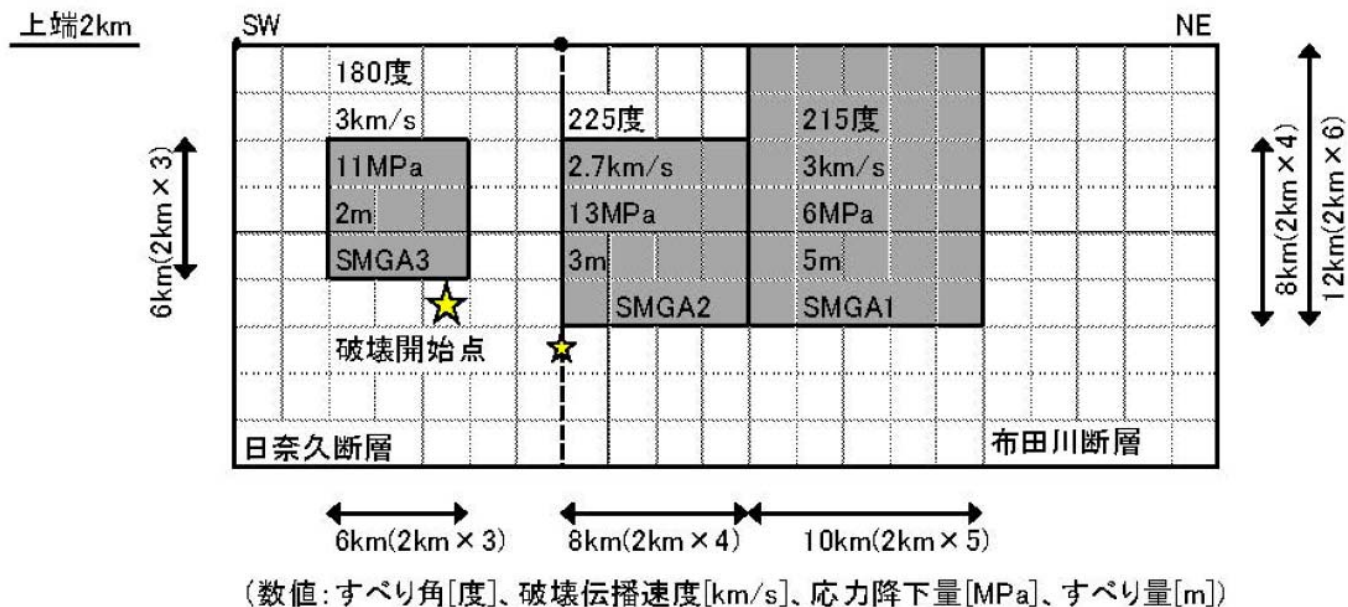 上端2km
SW
NE
180度
3km/s
11MPa
2m
SMGA3
225度
2.7km/s
13MPa
3m
SMGA2
215度
3km/s
6MPa
5m
SMGA1
6km(2km×3)
8km(2km×4)
12km(2km×6)
破壊開始点
日奈久断層
布田川断層
6km(2km×3)
8km(2km×4)
10km(2km×5)
(数値:すべり角[度]、破壊伝播速度[km/s]、応力降下量[MPa]、すべり量[m])